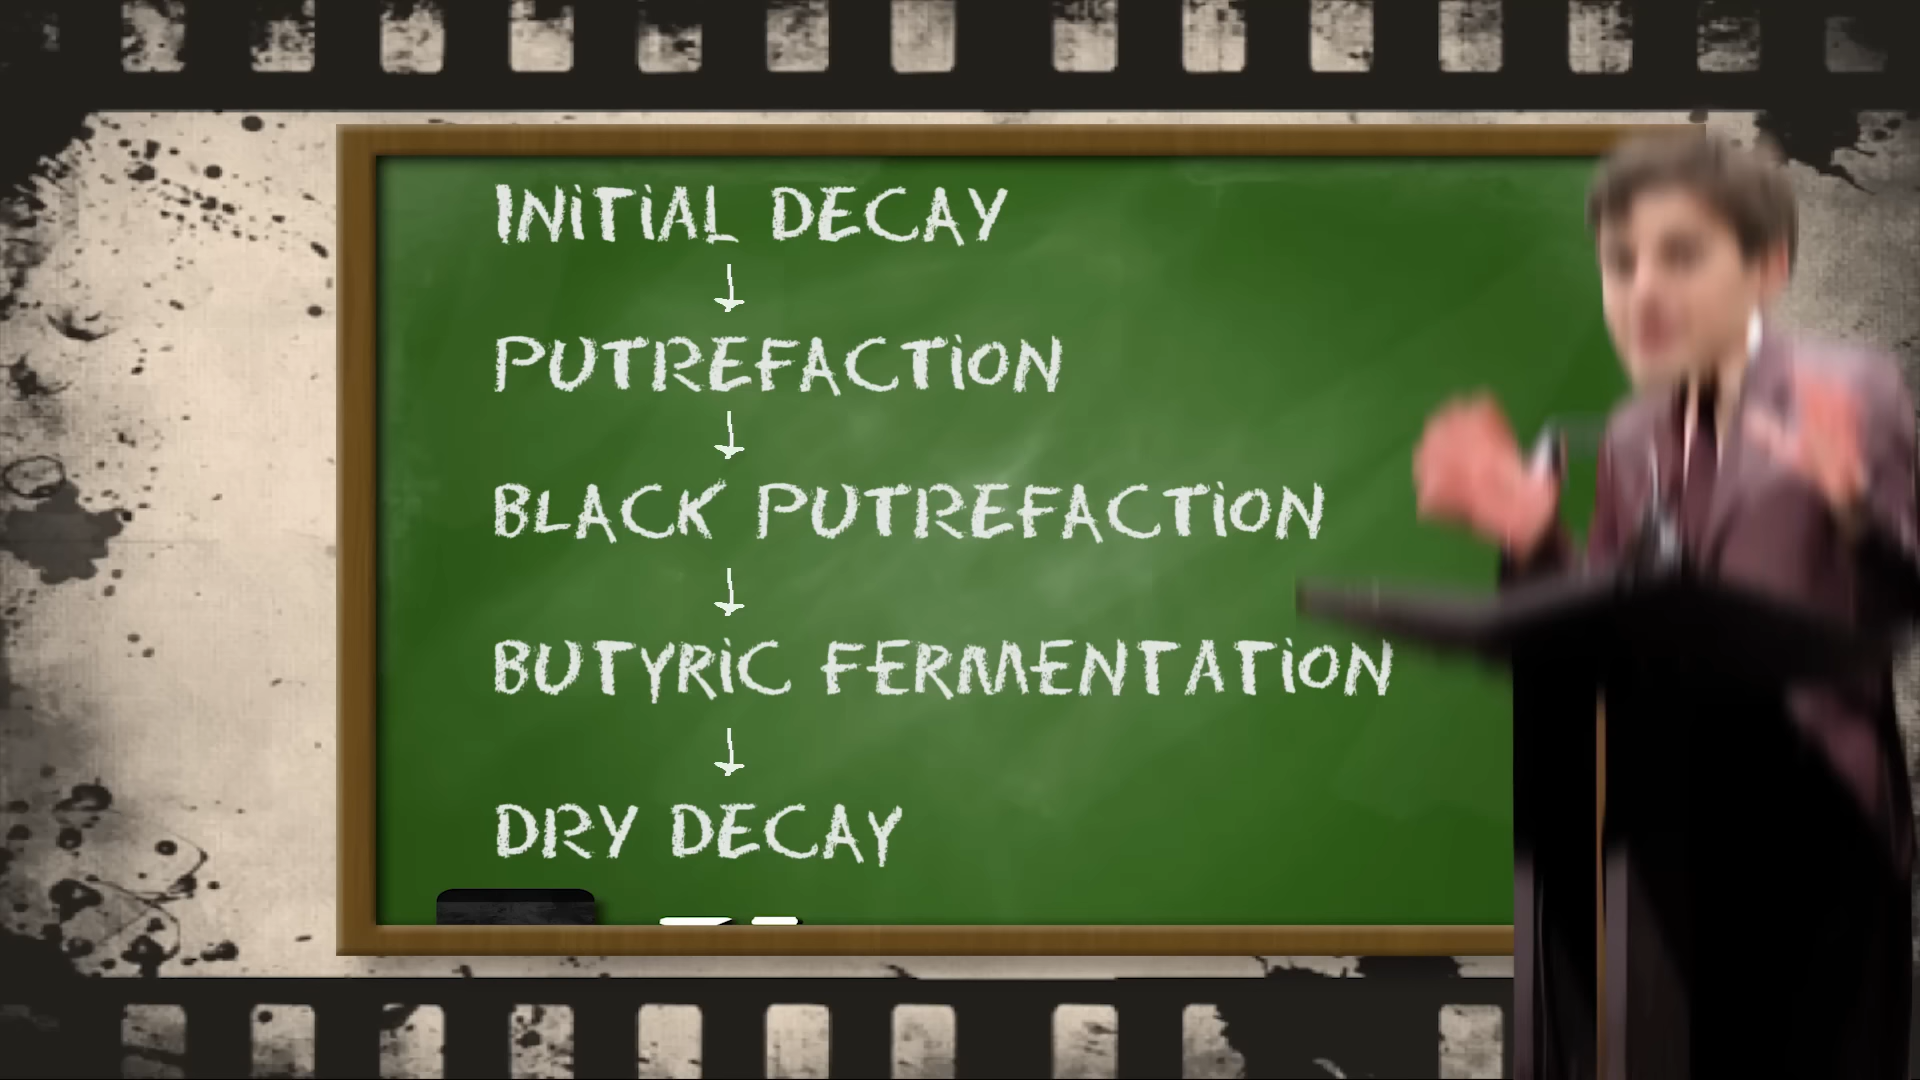 INITIAL DECAY
PUTREFACTION
BLACK PUTREFACTION
BUTYRIC FERMENTATION
DRY DECAY